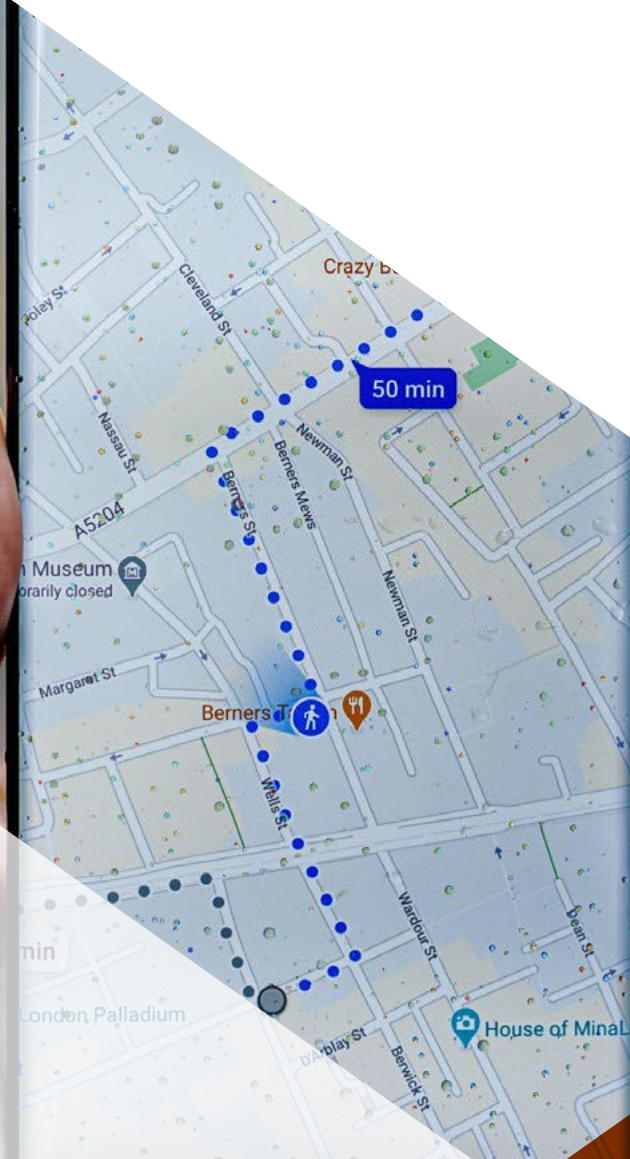 Crazy B
Cleveland St
Foley St
50 min
Nassau St
Newman St
Berners Mews
Berners St
A5204
n Museum
orarily closed
Newman St
Margaret St
Berners T n
Wells St
Wardour St
Dean St
min
London Palladium
House of MinaL
D'Arblay St
Berwick St